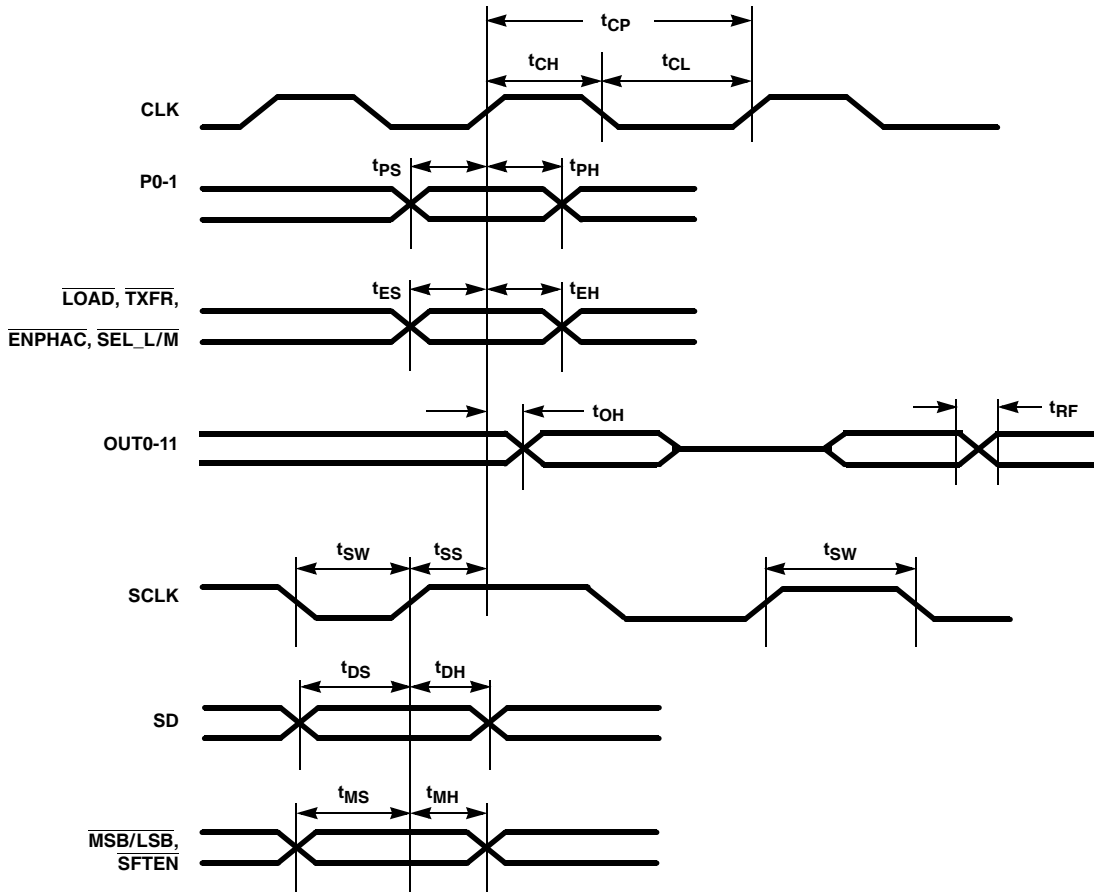 tCP
tCH tCL
CLK
tPS tPH
P0-1
tES tEH
LOAD, TXFR,
ENPHAC, SEL_L/M
tOH tRF
OUT0-11
tSW tSS tSW
SCLK
tDS tDH
SD
tMS tMH
MSB/LSB,
SFTEN